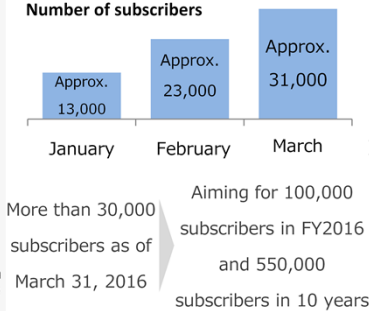 Number of subscribers
Approx.
13,000
Approx.
23,000
Approx.
31,000
January
February
March
More than 30,000
subscribers as of
March 31, 2016
Aiming for 100,000
subscribers in FY2016
and 550,000
subscribers in 10 years